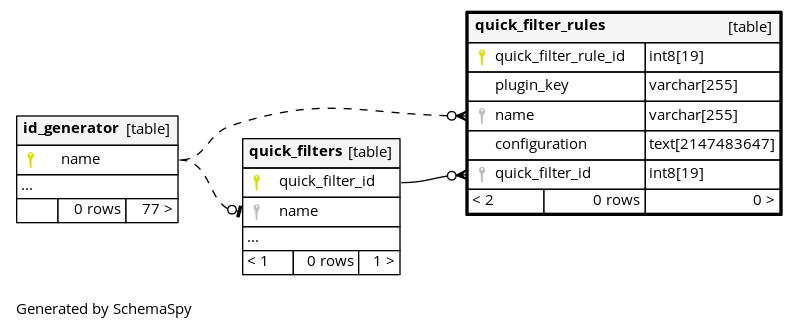 quick_filter_rules [table]
quick_filter_rule_id int8[19]
plugin_key varchar[255]
name varchar[255]
configuration text[2147483647]
quick_filter_id int8[19]
< 2 0 rows 0 >
id_generator [table]
name
...
0 rows 77 >
quick_filters [table]
quick_filter_id
name
...
< 1 0 rows 1 >
Generated by SchemaSpy